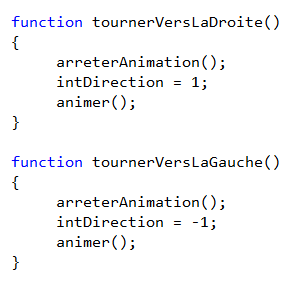 function tournerVersLaDroite()
{
    arreterAnimation();
    intDirection = 1;
    animer();
}

function tournerVersLaGauche()
{
    arreterAnimation();
    intDirection = -1;
    animer();
}